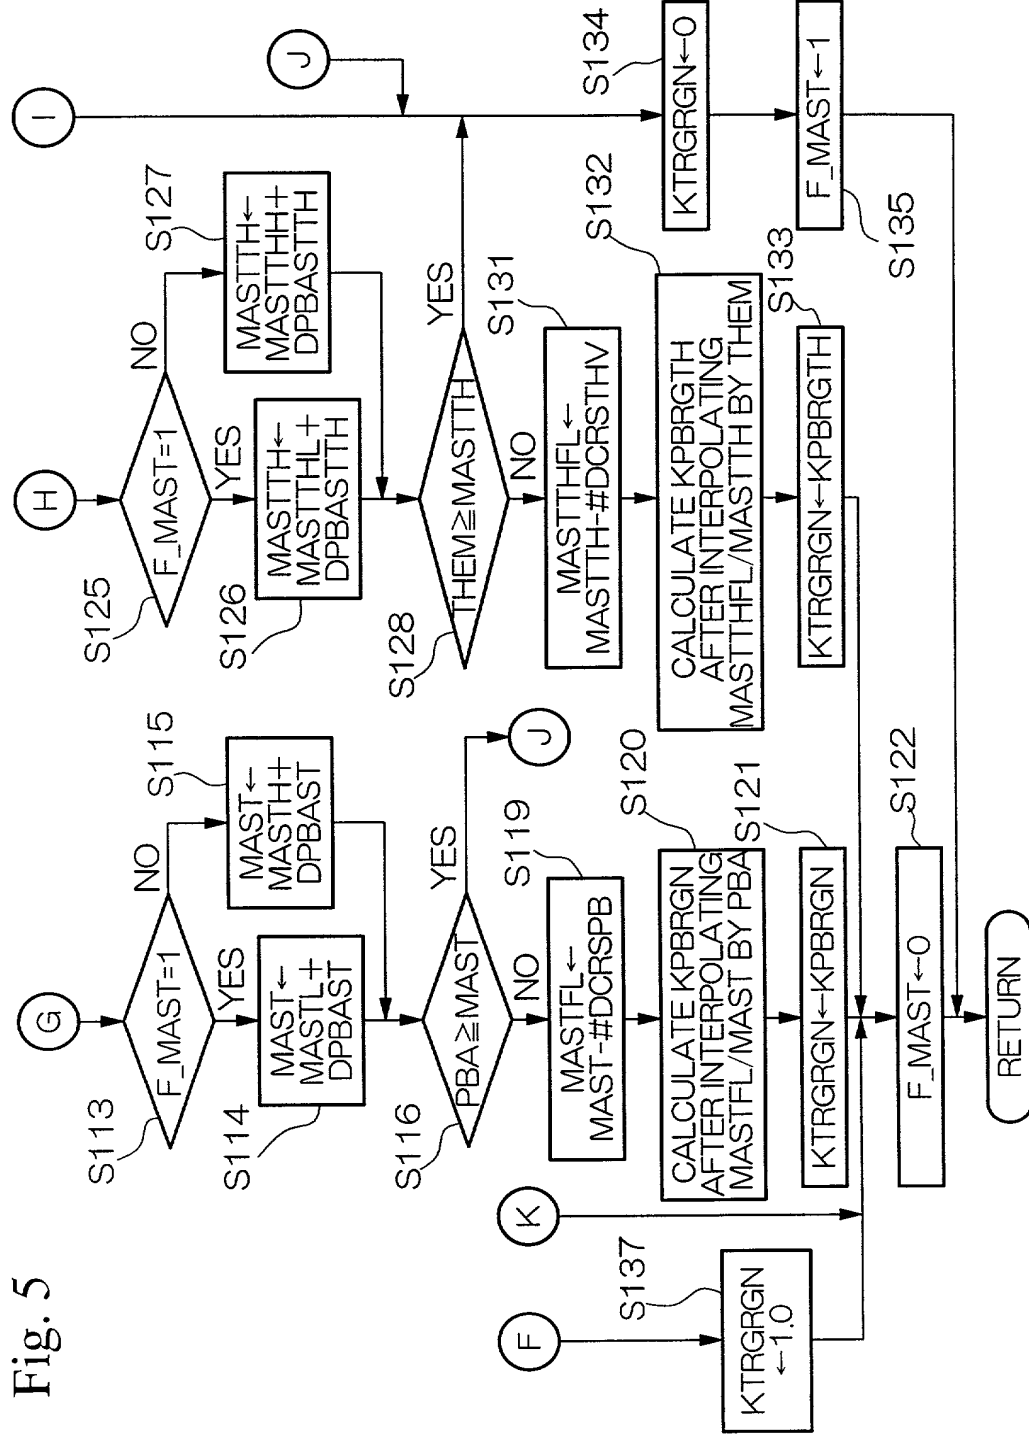 Fig. 5
F
S137
KTRGRGN
←1.0
K
G
S113
F_MAST=1
YES
NO
S114
MAST←
MASTL+
DPBAST
S115
MAST←
MASTH+
DPBAST
S116
PBA≧MAST
YES
J
NO
S119
MASTFL←
MAST-#DCRSPB
S120
CALCULATE KPBRGN
AFTER INTERPOLATING
MASTFL/MAST BY PBA
S121
KTRGRGN←KPBRGN
S122
F_MAST←0
RETURN
H
S125
F_MAST=1
YES
NO
S126
MASTTH←
MASTTHL+
DPBASTTH
S127
MASTTH←
MASTTHH+
DPBASTTH
S128
THEM≧MASTTH
YES
NO
S131
MASTTHFL←
MASTTH-#DCRSTHV
S132
CALCULATE KPBRGTH
AFTER INTERPOLATING
MASTTHFL/MASTTH BY THEM
S133
KTRGRGN←KPBRGTH
I
J
S134
KTRGRGN←0
F_MAST←1
S135